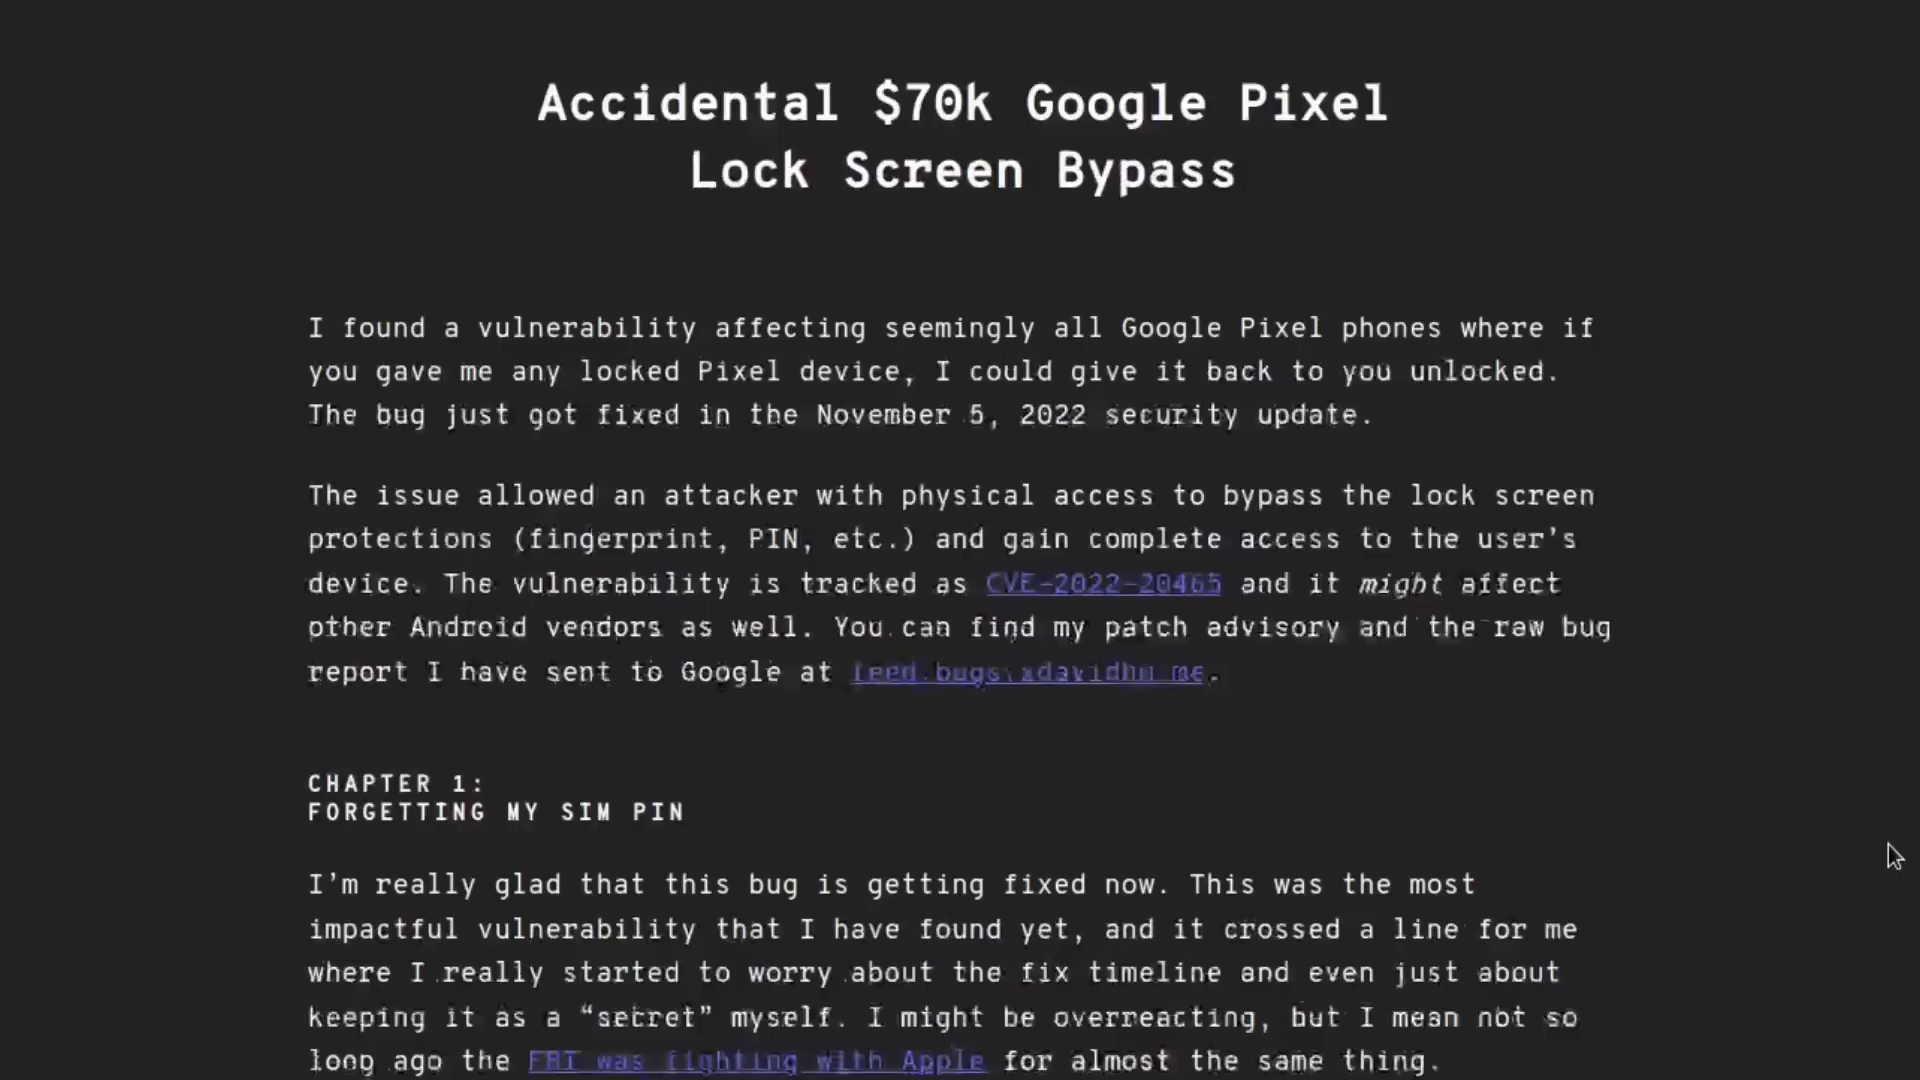 Accidental $70k Google Pixel
Lock Screen Bypass
I found a vulnerability affecting seemingly all Google Pixel phones where if
you gave me any locked Pixel device, I could give it back to you unlocked.
The bug just got fixed in the November 5, 2022 security update.
The issue allowed an attacker with physical access to bypass the lock screen
protections (fingerprint, PIN, etc.) and gain complete access to the user’s
device. The vulnerability is tracked as CVE-2022-20465 and it might affect
other Android vendors as well. You can find my patch advisory and the raw bug
report I have sent to Google at feed.bugs.xdavidhu.me.
CHAPTER 1:
FORGETTING MY SIM PIN
I’m really glad that this bug is getting fixed now. This was the most
impactful vulnerability that I have found yet, and it crossed a line for me
where I really started to worry about the fix timeline and even just about
keeping it as a “secret” myself. I might be overreacting, but I mean not so
long ago the FBI was fighting with Apple for almost the same thing.